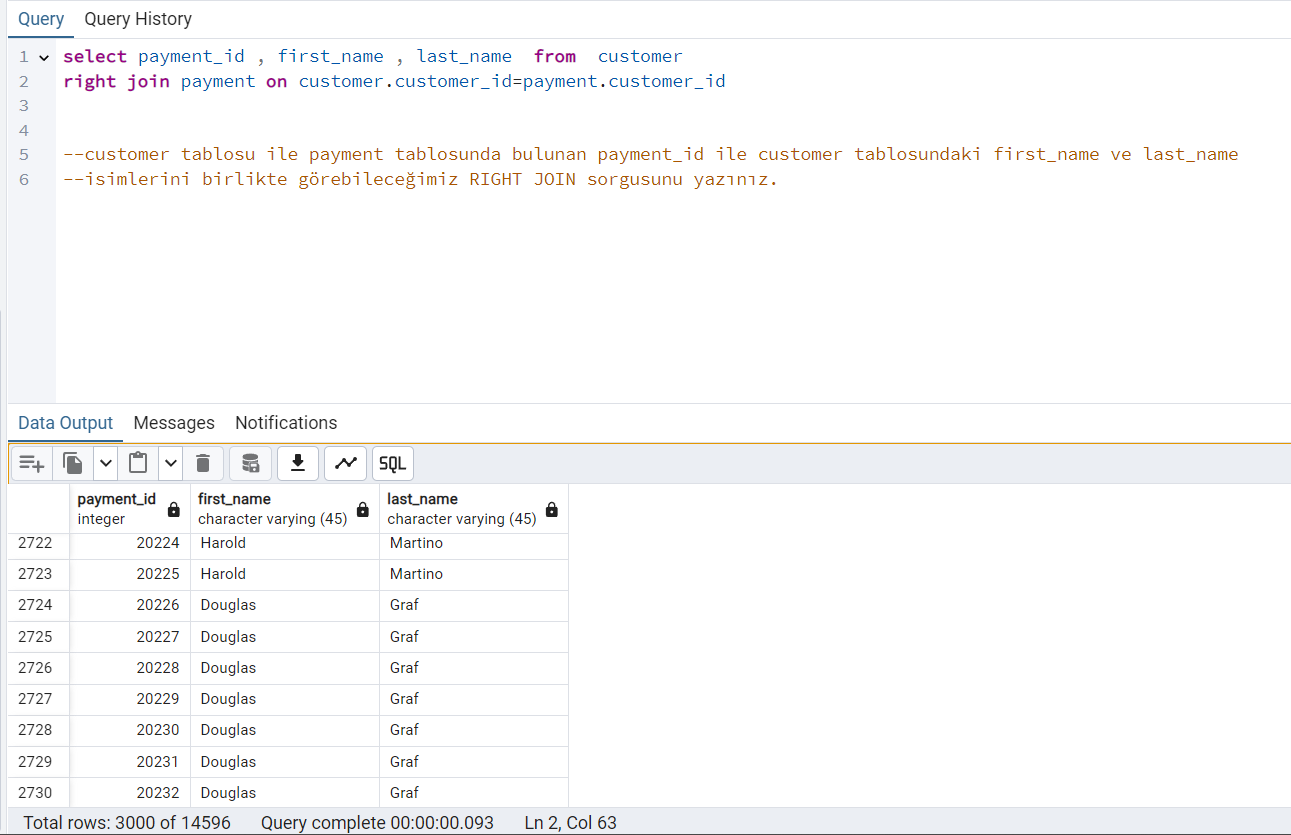 Query Query History
1 select payment_id , first_name , last_name from customer
2 right join payment on customer.customer_id=payment.customer_id
3
4
5 --customer tablosu ile payment tablosunda bulunan payment_id ile customer tablosundaki first_name ve last_name
6 --isimlerini birlikte görebileceğimiz RIGHT JOIN sorgusunu yazınız.
Data Output Messages Notifications
SQL
payment_id first_name last_name
integer character varying (45) character varying (45)
2722 20224 Harold Martino
2723 20225 Harold Martino
2724 20226 Douglas Graf
2725 20227 Douglas Graf
2726 20228 Douglas Graf
2727 20229 Douglas Graf
2728 20230 Douglas Graf
2729 20231 Douglas Graf
2730 20232 Douglas Graf
Total rows: 3000 of 14596 Query complete 00:00:00.093 Ln 2, Col 63